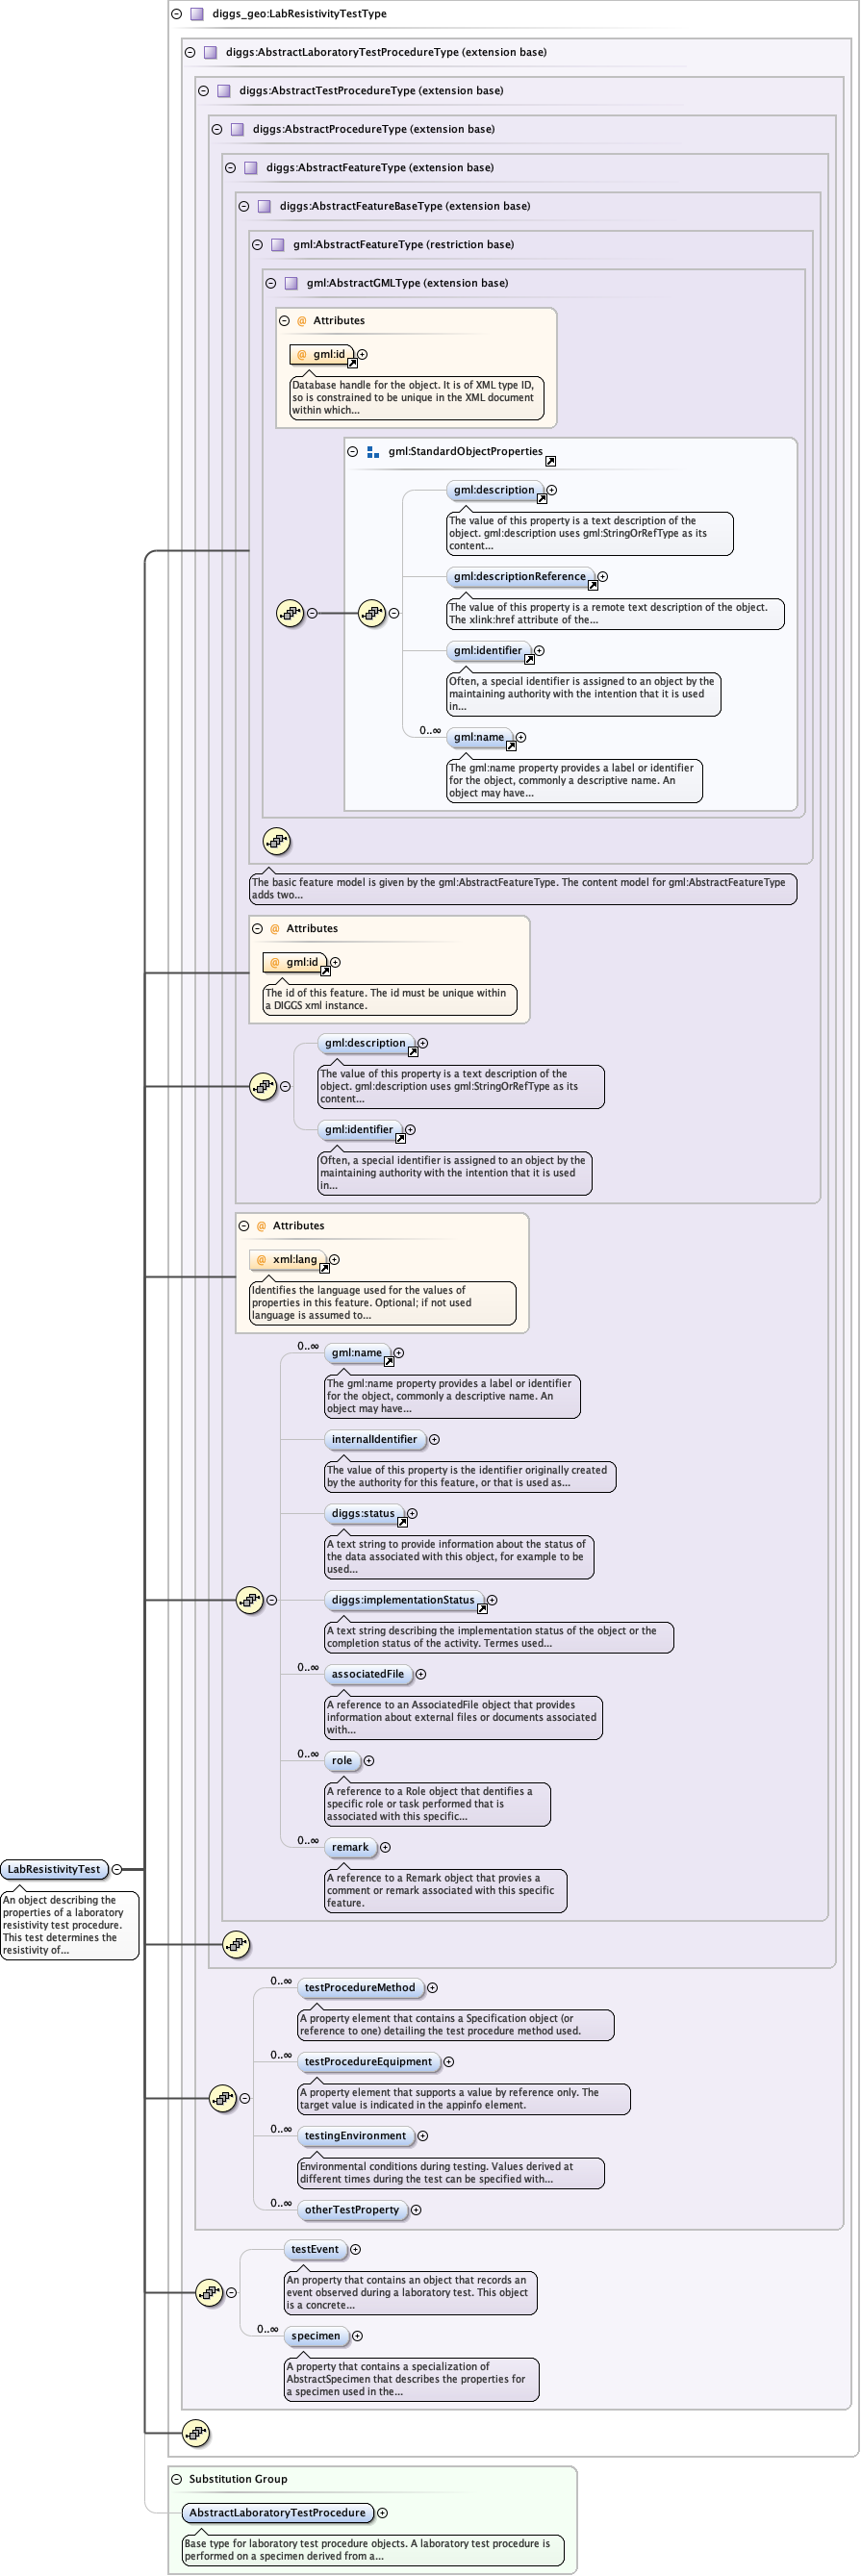 diggs_geo:LabResistivityTestType
diggs:AbstractLaboratoryTestProcedureType (extension base)
diggs:AbstractTestProcedureType (extension base)
diggs:AbstractProcedureType (extension base)
diggs:AbstractFeatureType (extension base)
diggs:AbstractFeatureBaseType (extension base)
gml:AbstractFeatureType (restriction base)
gml:AbstractGMLType (extension base)
@ Attributes
@ gml:id
Database handle for the object. It is of XML type ID,
so is constrained to be unique in the XML document
within which...
gml:StandardObjectProperties
gml:description
The value of this property is a text description of the
object. gml:description uses gml:StringOrRefType as its
content...
gml:descriptionReference
The value of this property is a remote text description of the object.
The xlink:href attribute of the...
gml:identifier
Often, a special identifier is assigned to an object by the
maintaining authority with the intention that it is used
in...
0..∞
gml:name
The gml:name property provides a label or identifier
for the object, commonly a descriptive name. An
object may have...
The basic feature model is given by the gml:AbstractFeatureType. The content model for gml:AbstractFeatureType
adds two...
@ Attributes
@ gml:id
The id of this feature. The id must be unique within
a DIGGS xml instance.
gml:description
The value of this property is a text description of the
object. gml:description uses gml:StringOrRefType as its
content...
gml:identifier
Often, a special identifier is assigned to an object by the
maintaining authority with the intention that it is used
in...
@ Attributes
@ xml:lang
Identifies the language used for the values of
properties in this feature. Optional; if not used
language is assumed to...
0..∞
gml:name
The gml:name property provides a label or identifier
for the object, commonly a descriptive name. An
object may have...
internalIdentifier
The value of this property is the identifier originally created
by the authority for this feature, or that is used as...
diggs:status
A text string to provide information about the status of
the data associated with this object, for example to be
used...
diggs:implementationStatus
A text string describing the implementation status of the object or the
completion status of the activity. Termes used...
0..∞
associatedFile
A reference to an AssociatedFile object that provides
information about external files or documents associated
with...
0..∞
role
A reference to a Role object that dentifies a
specific role or task performed that is
associated with this specific...
0..∞
remark
A reference to a Remark object that provies a
comment or remark associated with this specific
feature.
LabResistivityTest
An object describing the
properties of a laboratory
resistivity test procedure.
This test determines the
resistivity of...
0..∞
testProcedureMethod
A property element that contains a Specification object (or
reference to one) detailing the test procedure method used.
0..∞
testProcedureEquipment
A property element that supports a value by reference only. The
target value is indicated in the appinfo element.
0..∞
testingEnvironment
Environmental conditions during testing. Values derived at
different times during the test can be specified with...
0..∞
otherTestProperty
testEvent
An property that contains an object that records an
event observed during a laboratory test. This object
is a concrete...
0..∞
specimen
A property that contains a specialization of
AbstractSpecimen that describes the properties for
a specimen used in the...
Substitution Group
AbstractLaboratoryTestProcedure
Base type for laboratory test procedure objects. A laboratory test procedure is
performed on a specimen derived from a...